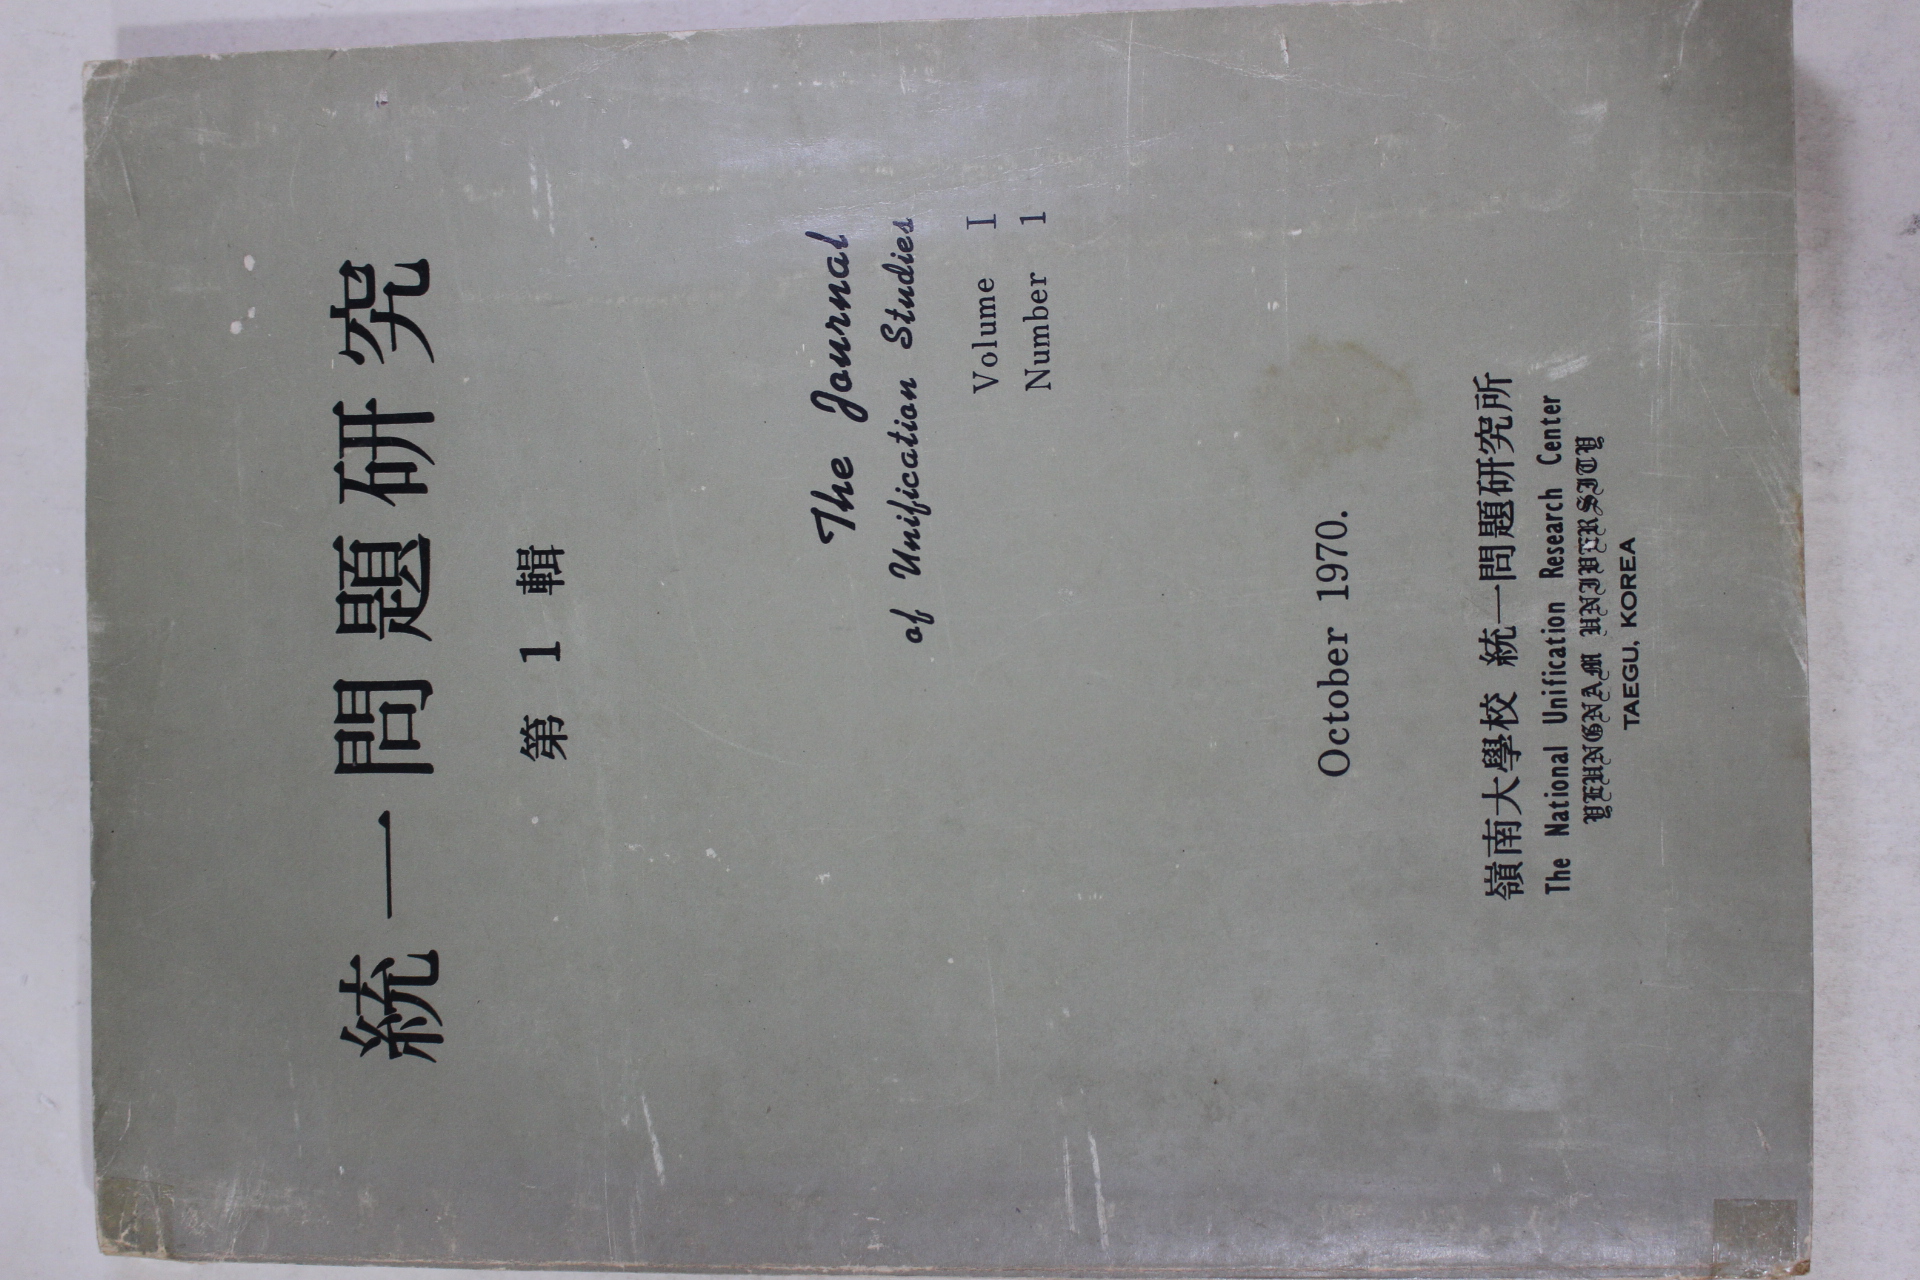 統一問題研究
第 1 輯
The Journal
of Unification Studies
Volume I
Number 1
October 1970.
嶺南大學校 統一問題研究所
The National Unification Research Center
YEUNGNAM UNIVERSITY
TAEGU, KOREA